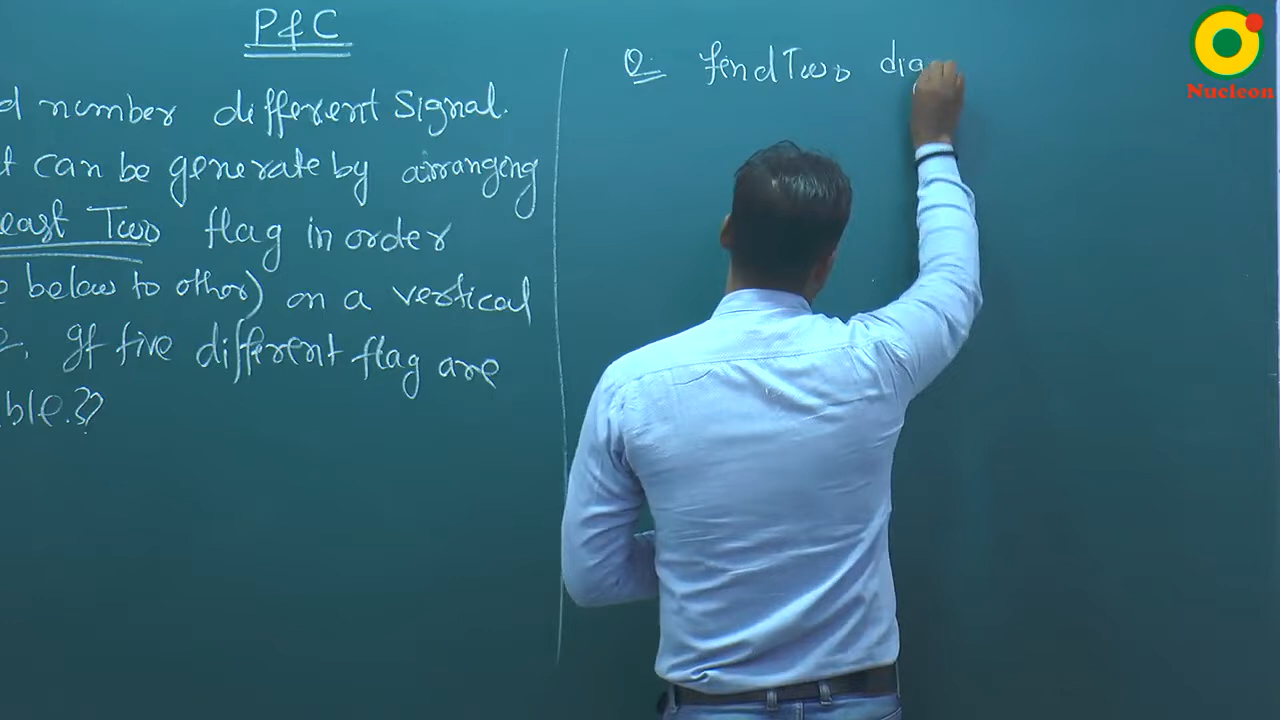 P & C
d number different Signal.
t can be generate by arranging
east Two flag in order
e below to other) on a vertical
If five different flag are
ble.??
Q. find Two dig
Nucleon